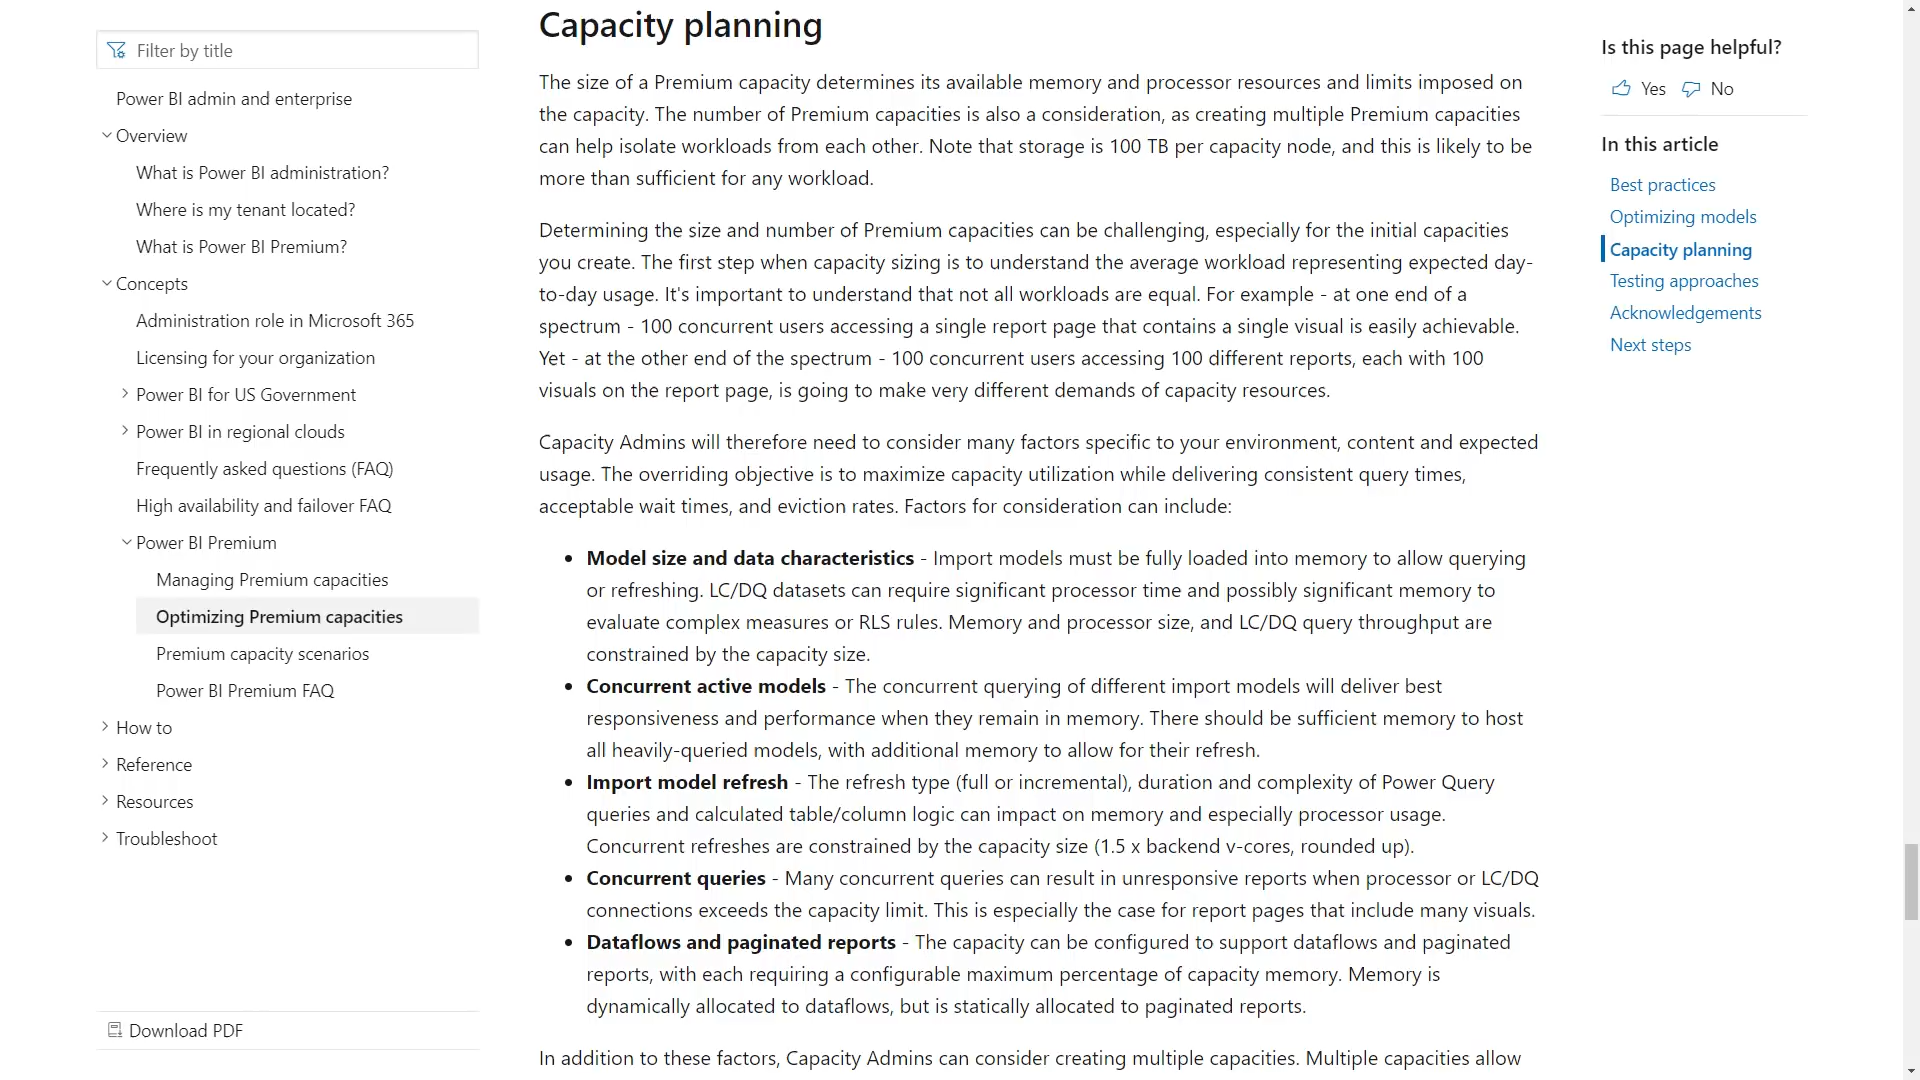 Filter by title
Power BI admin and enterprise
Overview
What is Power BI administration?
Where is my tenant located?
What is Power BI Premium?
Concepts
Administration role in Microsoft 365
Licensing for your organization
Power BI for US Government
Power BI in regional clouds
Frequently asked questions (FAQ)
High availability and failover FAQ
Power BI Premium
Managing Premium capacities
Optimizing Premium capacities
Premium capacity scenarios
Power BI Premium FAQ
How to
Reference
Resources
Troubleshoot
Download PDF
Capacity planning
The size of a Premium capacity determines its available memory and processor resources and limits imposed on
the capacity. The number of Premium capacities is also a consideration, as creating multiple Premium capacities
can help isolate workloads from each other. Note that storage is 100 TB per capacity node, and this is likely to be
more than sufficient for any workload.
Determining the size and number of Premium capacities can be challenging, especially for the initial capacities
you create. The first step when capacity sizing is to understand the average workload representing expected day-
to-day usage. It's important to understand that not all workloads are equal. For example - at one end of a
spectrum - 100 concurrent users accessing a single report page that contains a single visual is easily achievable.
Yet - at the other end of the spectrum - 100 concurrent users accessing 100 different reports, each with 100
visuals on the report page, is going to make very different demands of capacity resources.
Capacity Admins will therefore need to consider many factors specific to your environment, content and expected
usage. The overriding objective is to maximize capacity utilization while delivering consistent query times,
acceptable wait times, and eviction rates. Factors for consideration can include:
• Model size and data characteristics - Import models must be fully loaded into memory to allow querying
or refreshing. LC/DQ datasets can require significant processor time and possibly significant memory to
evaluate complex measures or RLS rules. Memory and processor size, and LC/DQ query throughput are
constrained by the capacity size.
• Concurrent active models - The concurrent querying of different import models will deliver best
responsiveness and performance when they remain in memory. There should be sufficient memory to host
all heavily-queried models, with additional memory to allow for their refresh.
• Import model refresh - The refresh type (full or incremental), duration and complexity of Power Query
queries and calculated table/column logic can impact on memory and especially processor usage.
Concurrent refreshes are constrained by the capacity size (1.5 x backend v-cores, rounded up).
• Concurrent queries - Many concurrent queries can result in unresponsive reports when processor or LC/DQ
connections exceeds the capacity limit. This is especially the case for report pages that include many visuals.
• Dataflows and paginated reports - The capacity can be configured to support dataflows and paginated
reports, with each requiring a configurable maximum percentage of capacity memory. Memory is
dynamically allocated to dataflows, but is statically allocated to paginated reports.
In addition to these factors, Capacity Admins can consider creating multiple capacities. Multiple capacities allow
Is this page helpful?
Yes No
In this article
Best practices
Optimizing models
Capacity planning
Testing approaches
Acknowledgements
Next steps